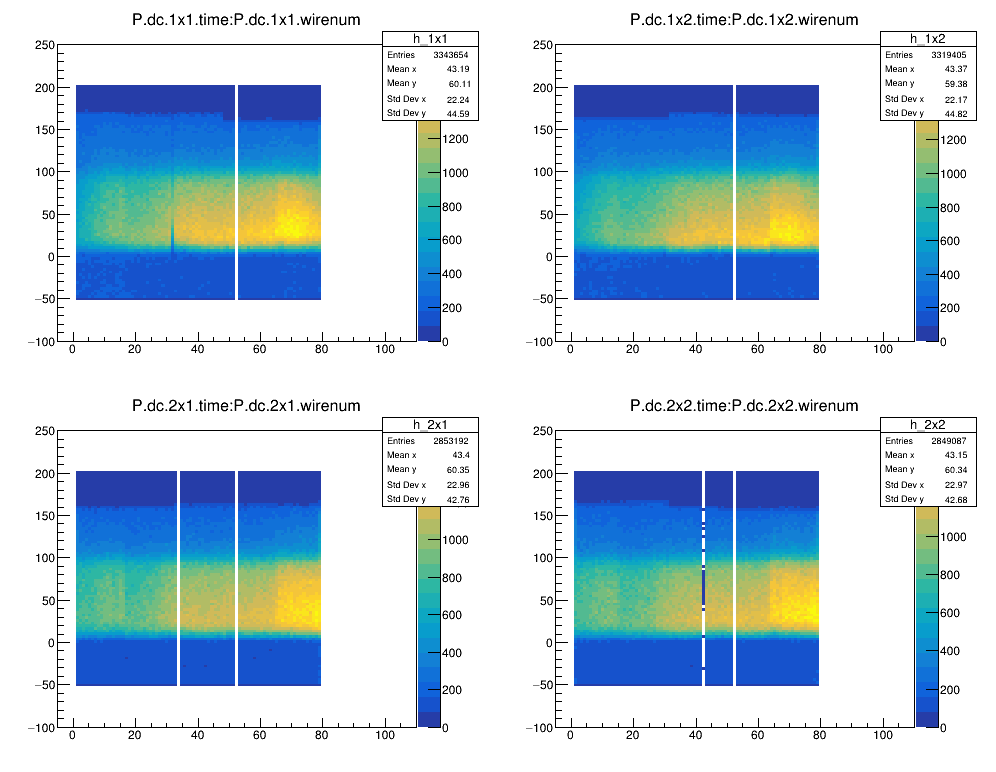 P.dc.1x1.time:P.dc.1x1.wirenum
h_1x1
Entries 3343654
Mean x 43.19
Mean y 60.11
Std Dev x 22.24
Std Dev y 44.59
250
200
150
100
50
0
−50
−100
0 20 40 60 80 100
1200
1000
800
600
400
200
0
P.dc.1x2.time:P.dc.1x2.wirenum
h_1x2
Entries 3319405
Mean x 43.37
Mean y 59.38
Std Dev x 22.17
Std Dev y 44.82
250
200
150
100
50
0
−50
−100
0 20 40 60 80 100
1200
1000
800
600
400
200
0
P.dc.2x1.time:P.dc.2x1.wirenum
h_2x1
Entries 2853192
Mean x 43.4
Mean y 60.35
Std Dev x 22.96
Std Dev y 42.76
250
200
150
100
50
0
−50
−100
0 20 40 60 80 100
1000
800
600
400
200
0
P.dc.2x2.time:P.dc.2x2.wirenum
h_2x2
Entries 2849087
Mean x 43.15
Mean y 60.34
Std Dev x 22.97
Std Dev y 42.68
250
200
150
100
50
0
−50
−100
0 20 40 60 80 100
1000
800
600
400
200
0